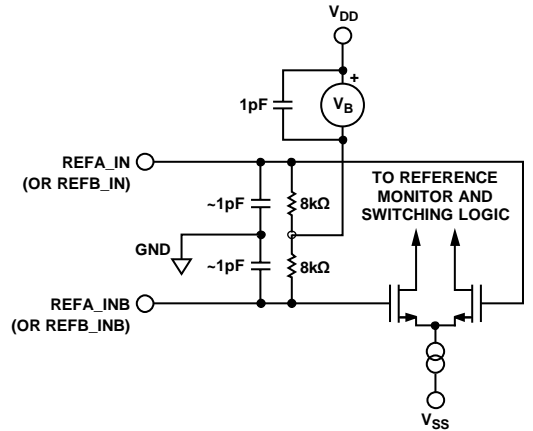 VDD
+
1pF
VB
REFA_IN
(OR REFB_IN)
TO REFERENCE
MONITOR AND
SWITCHING LOGIC
~1pF
8kΩ
GND
~1pF
8kΩ
REFA_INB
(OR REFB_INB)
VSS